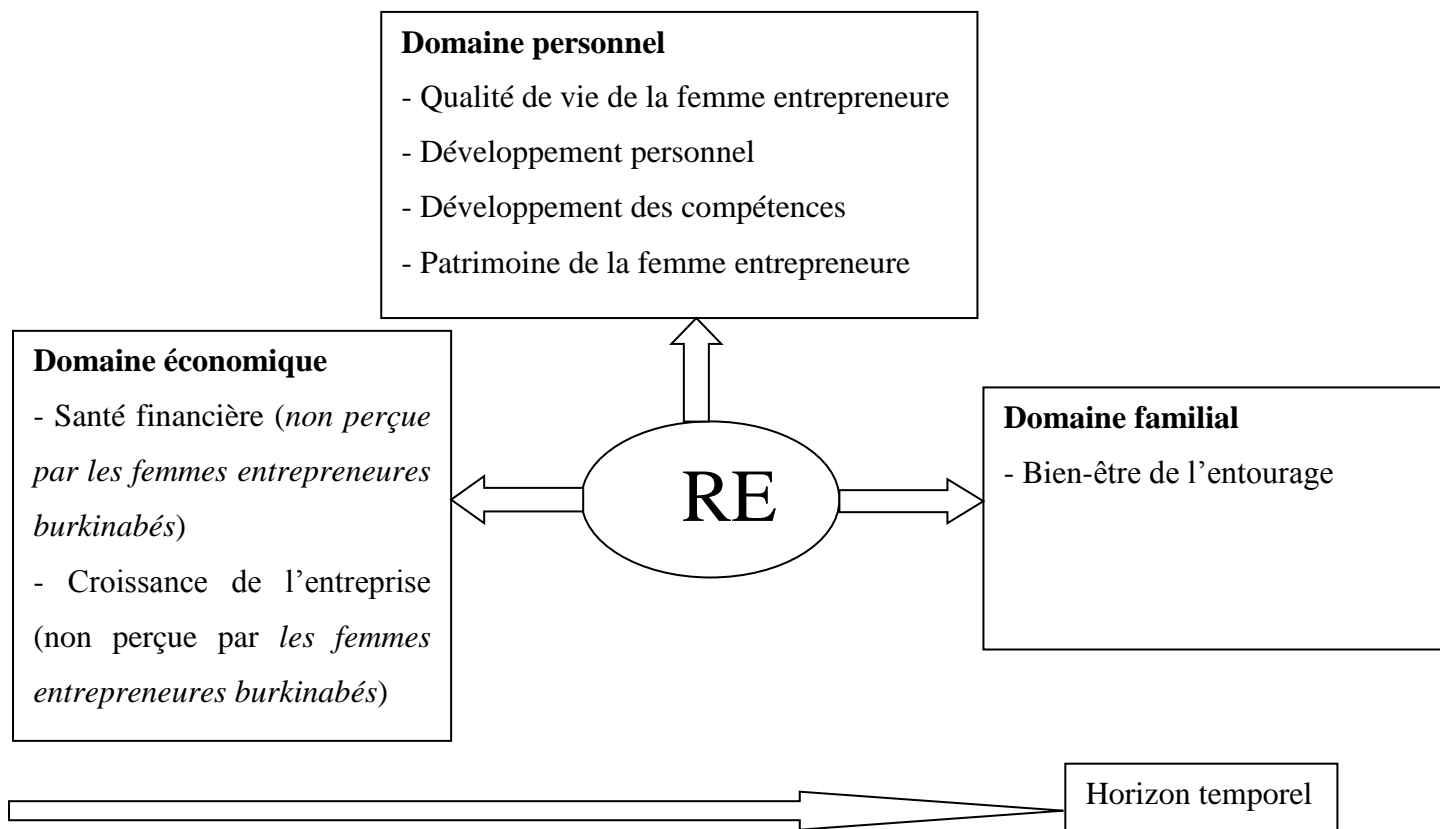 Domaine personnel
- Qualité de vie de la femme entrepreneure
- Développement personnel
- Développement des compétences
- Patrimoine de la femme entrepreneure
Domaine économique
- Santé financière (non perçue
par les femmes entrepreneures
burkinabés)
- Croissance de l’entreprise
(non perçue par les femmes
entrepreneures burkinabés)
RE
Domaine familial
- Bien-être de l’entourage
Horizon temporel